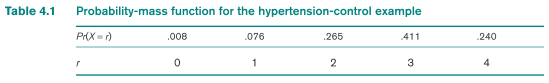 Table 4.1 Probability-mass function for the hypertension-control example
Pr(X = r) .008 .076 .265 .411 .240
r 0 1 2 3 4